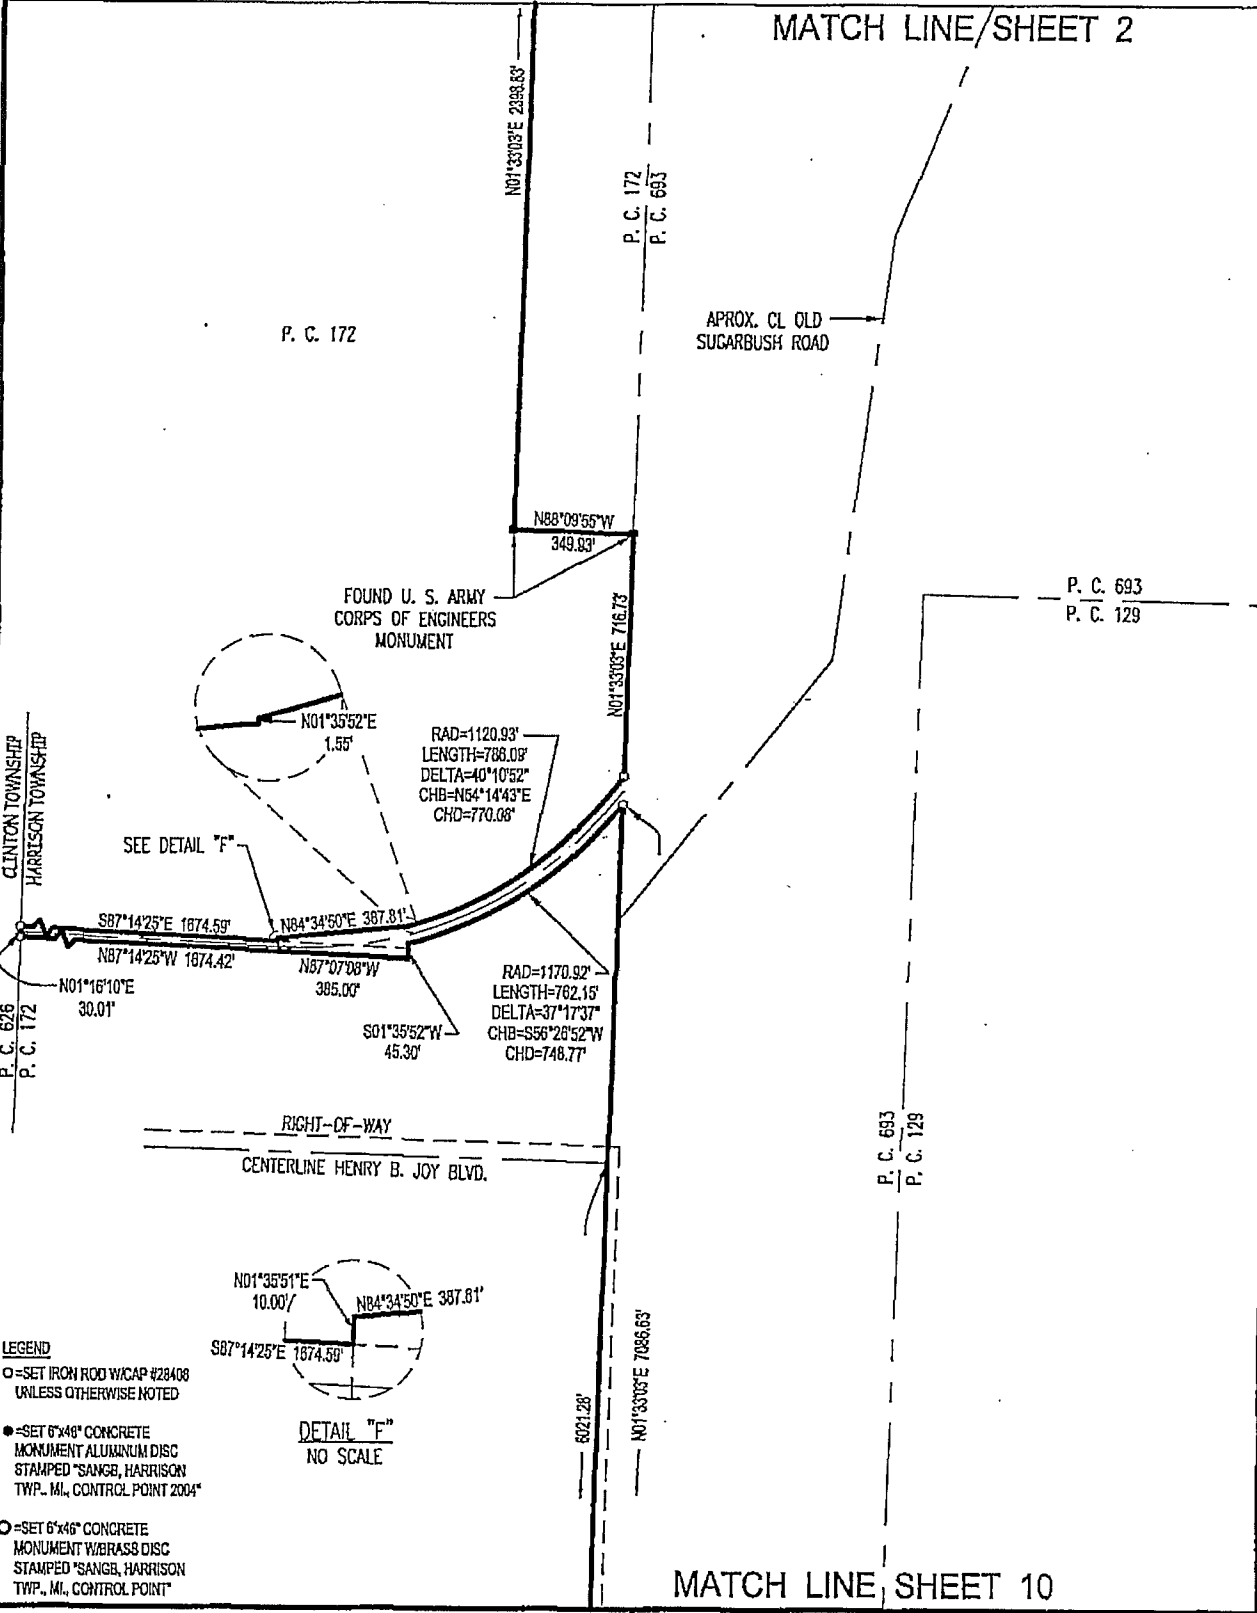 MATCH LINE/SHEET 2
N01°33'03"E 2398.83'
P. C. 172
P. C. 693
P. C. 172
APROX. CL OLD
SUGARBUSH ROAD
N88°09'55"W
349.93'
FOUND U. S. ARMY
CORPS OF ENGINEERS
MONUMENT
P. C. 693
P. C. 129
N01°33'03"E 716.73'
N01°35'52"E
1.55'
RAD=1120.93'
LENGTH=786.09'
DELTA=40°10'52"
CHB=N54°14'43"E
CHD=770.08'
CLINTON TOWNSHIP
HARRISON TOWNSHIP
SEE DETAIL "F"
S87°14'25"E 1674.59'
N84°34'50"E 387.81'
N87°14'25"W 1674.42'
N87°07'08"W
385.00'
N01°16'10"E
30.01'
P. C. 626
P. C. 172
S01°35'52"W
45.30'
RAD=1170.92'
LENGTH=762.15'
DELTA=37°17'37"
CHB=S56°26'52"W
CHD=748.77'
RIGHT-OF-WAY
CENTERLINE HENRY B. JOY BLVD.
P. C. 693
P. C. 129
N01°35'51"E
10.00'
N84°34'50"E 387.81'
S87°14'25"E 1674.59'
DETAIL "F"
NO SCALE
6021.28'
N01°33'03"E 7086.63'
LEGEND
O=SET IRON ROD W/CAP #28408
UNLESS OTHERWISE NOTED
●=SET 6"x46" CONCRETE
MONUMENT ALUMINUM DISC
STAMPED "SANGB, HARRISON
TWP., MI., CONTROL POINT 2004"
O=SET 6"x46" CONCRETE
MONUMENT W/BRASS DISC
STAMPED "SANGB, HARRISON
TWP., MI., CONTROL POINT"
MATCH LINE SHEET 10